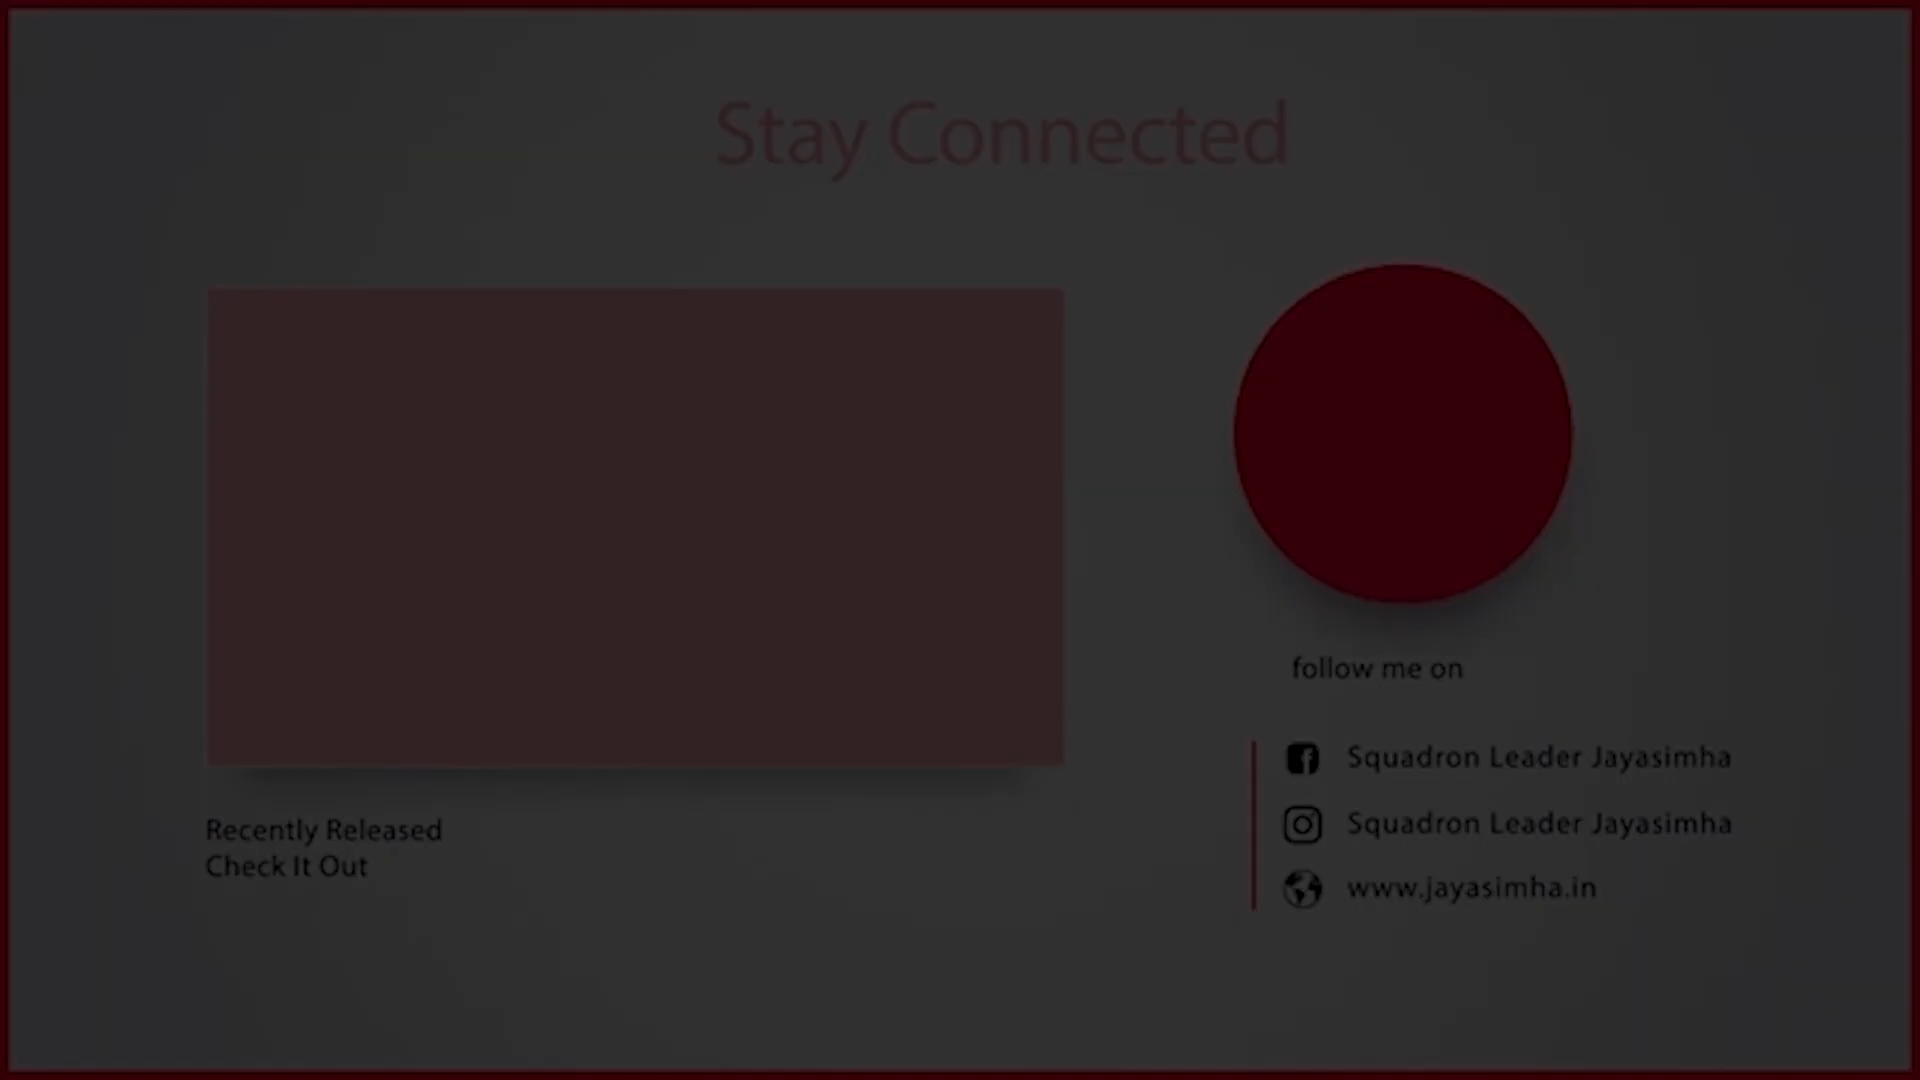 Stay Connected
Recently Released
Check It Out
follow me on
Squadron Leader Jayasimha
Squadron Leader Jayasimha
www.jayasimha.in